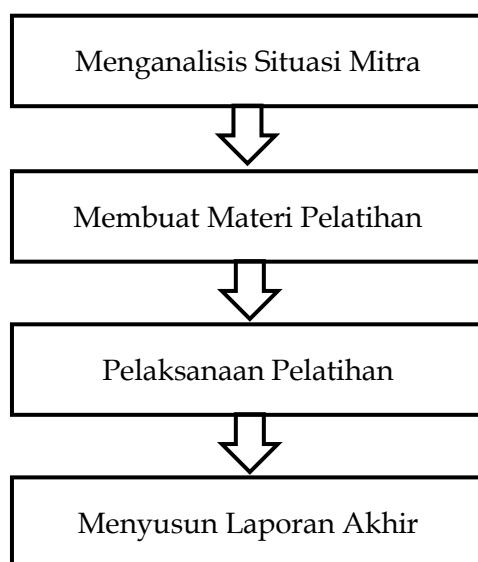 Menganalisis Situasi Mitra
Membuat Materi Pelatihan
Pelaksanaan Pelatihan
Menyusun Laporan Akhir